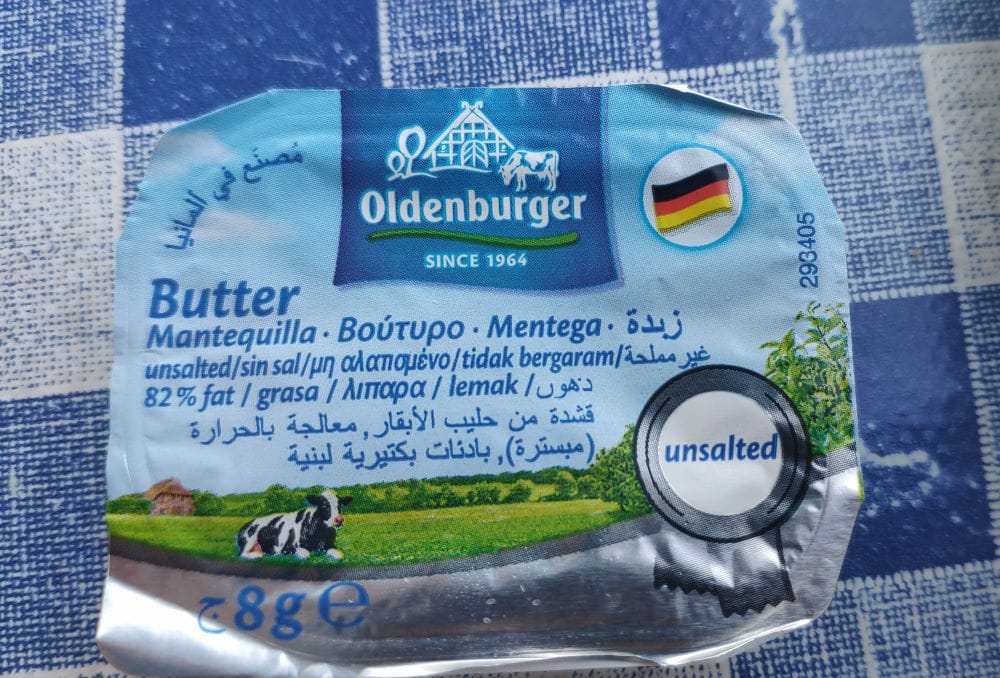 Oldenburger
SINCE 1964
مُصنّع في ألمانيا
293405
Butter
Mantequilla · Βούτυρο · Mentega · زبدة
unsalted/sin sal/μη αλατισμένο/tidak bergaram/غير مملحة
82 % fat / grasa / λιπαρα / lemak / دهون
قشدة من حليب الأبقار, معالجة بالحرارة
(مبسترة), بادئات بكتيرية لبنية
unsalted
8g e ج